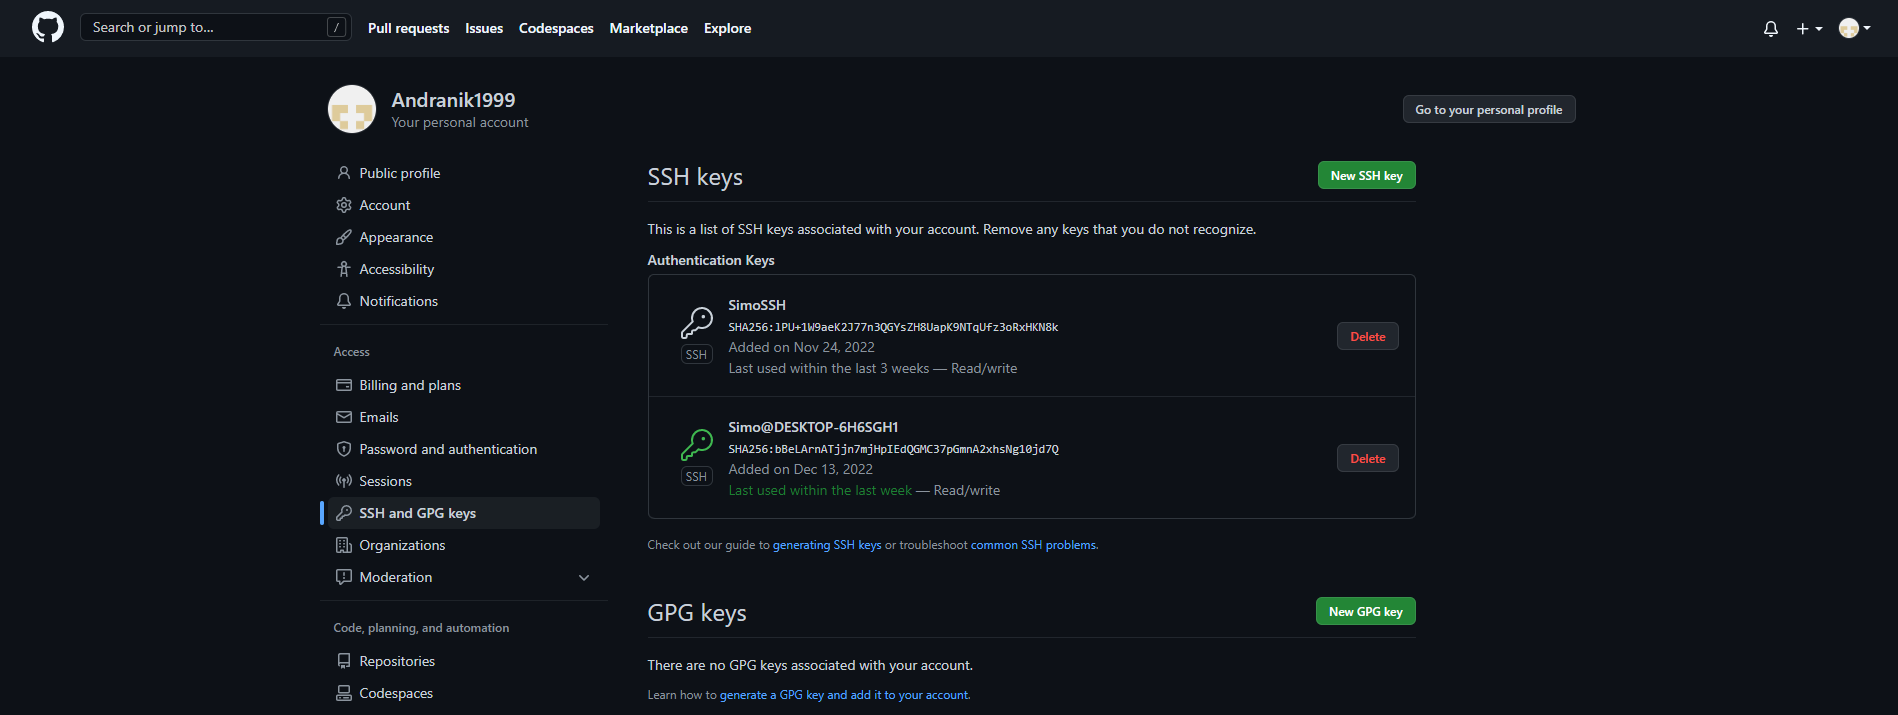 Search or jump to... /
Pull requests Issues Codespaces Marketplace Explore
Andranik1999
Your personal account
Go to your personal profile
Public profile
Account
Appearance
Accessibility
Notifications
Access
Billing and plans
Emails
Password and authentication
Sessions
SSH and GPG keys
Organizations
Moderation
Code, planning, and automation
Repositories
Codespaces
SSH keys
New SSH key
This is a list of SSH keys associated with your account. Remove any keys that you do not recognize.
Authentication Keys
SimoSSH
SHA256:1PU+1W9aeK2J77n3QGYsZH8UapK9NTqUfz3oRxHKN8k
SSH
Added on Nov 24, 2022
Last used within the last 3 weeks — Read/write
Delete
Simo@DESKTOP-6H6SGH1
SHA256:bBeLArnATjjn7mjHpIEdQGMC37pGmnA2xhsNg10jd7Q
SSH
Added on Dec 13, 2022
Last used within the last week — Read/write
Delete
Check out our guide to generating SSH keys or troubleshoot common SSH problems.
GPG keys
New GPG key
There are no GPG keys associated with your account.
Learn how to generate a GPG key and add it to your account.